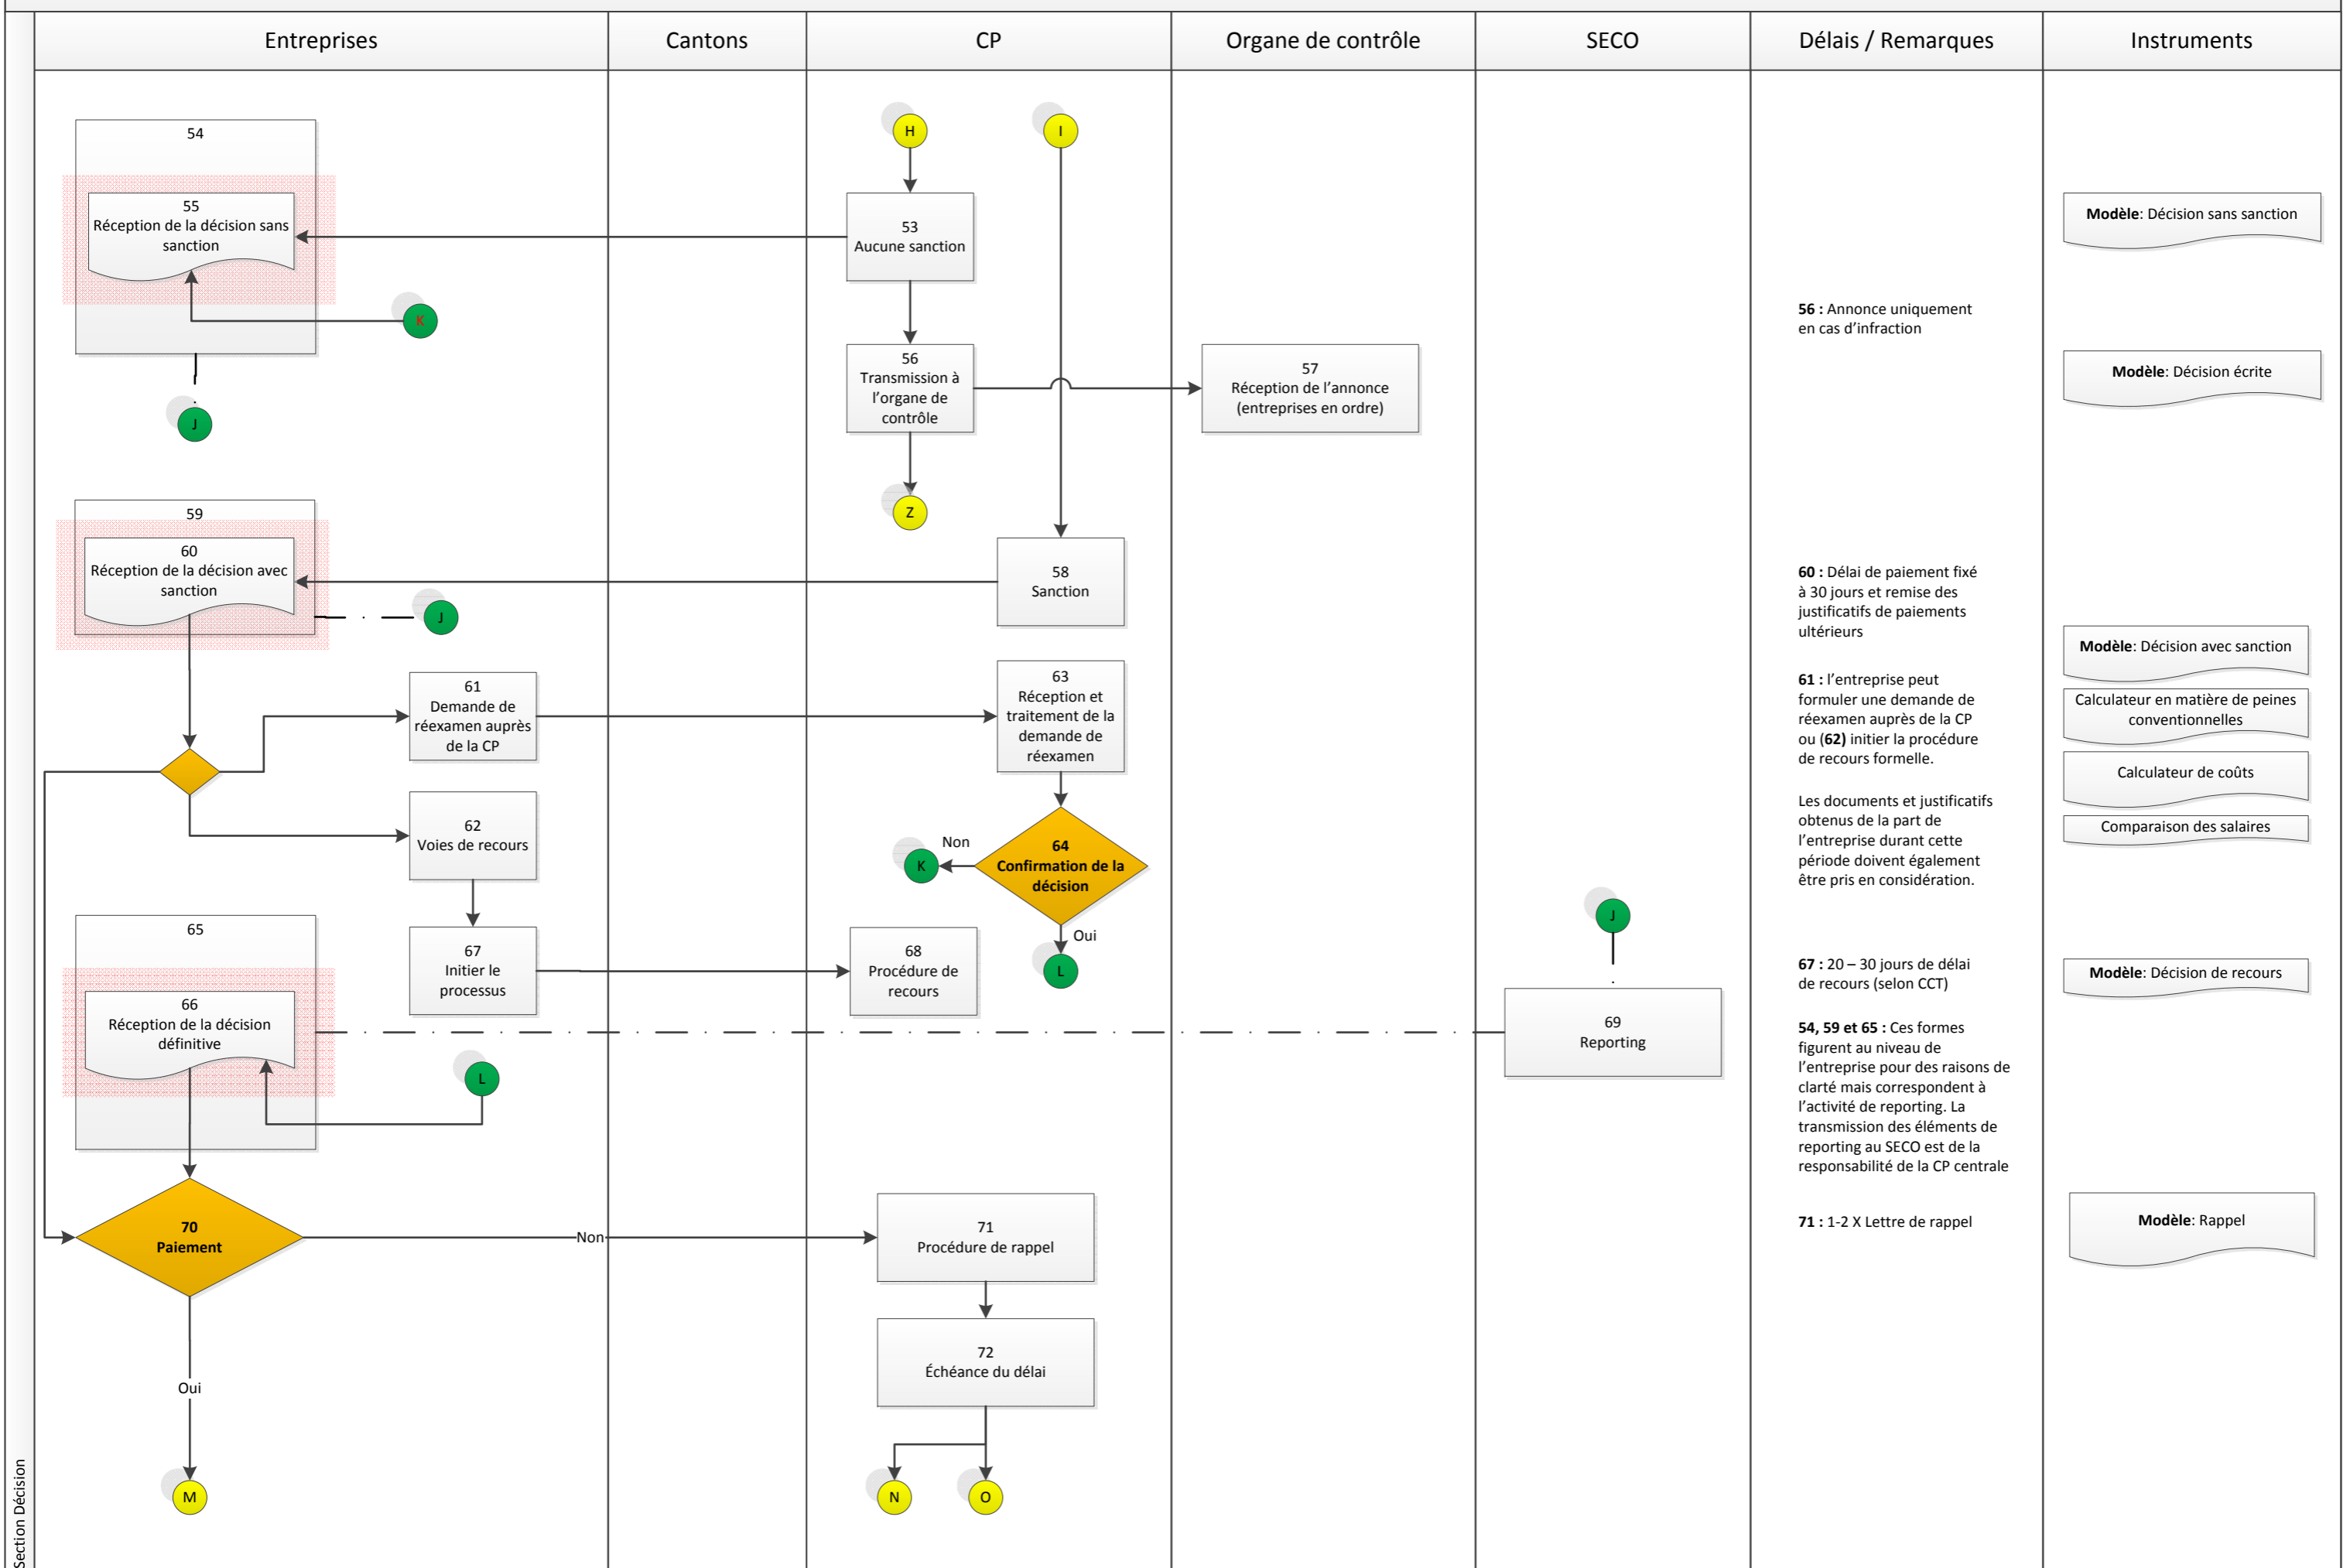 Entreprises
Cantons
CP
Organe de contrôle
SECO
Délais / Remarques
Instruments
54
55
Réception de la décision sans
sanction
K
J
H
I
53
Aucune sanction
56
Transmission à
l'organe de
contrôle
57
Réception de l'annonce
(entreprises en ordre)
Z
56 : Annonce uniquement
en cas d'infraction
Modèle: Décision sans sanction
Modèle: Décision écrite
59
60
Réception de la décision avec
sanction
J
58
Sanction
61
Demande de
réexamen auprès
de la CP
63
Réception et
traitement de la
demande de
réexamen
62
Voies de recours
64
Confirmation de la
décision
Non
K
Oui
L
60 : Délai de paiement fixé
à 30 jours et remise des
justificatifs de paiements
ultérieurs
61 : l'entreprise peut
formuler une demande de
réexamen auprès de la CP
ou (62) initier la procédure
de recours formelle.
Les documents et justificatifs
obtenus de la part de
l'entreprise durant cette
période doivent également
être pris en considération.
Modèle: Décision avec sanction
Calculateur en matière de peines
conventionnelles
Calculateur de coûts
Comparaison des salaires
65
66
Réception de la décision
définitive
L
67
Initier le
processus
68
Procédure de
recours
J
69
Reporting
67 : 20 – 30 jours de délai
de recours (selon CCT)
54, 59 et 65 : Ces formes
figurent au niveau de
l'entreprise pour des raisons de
clarté mais correspondent à
l'activité de reporting. La
transmission des éléments de
reporting au SECO est de la
responsabilité de la CP centrale
Modèle: Décision de recours
70
Paiement
Non
71
Procédure de rappel
71 : 1-2 X Lettre de rappel
Modèle: Rappel
72
Échéance du délai
Oui
M
N
O
Section Décision